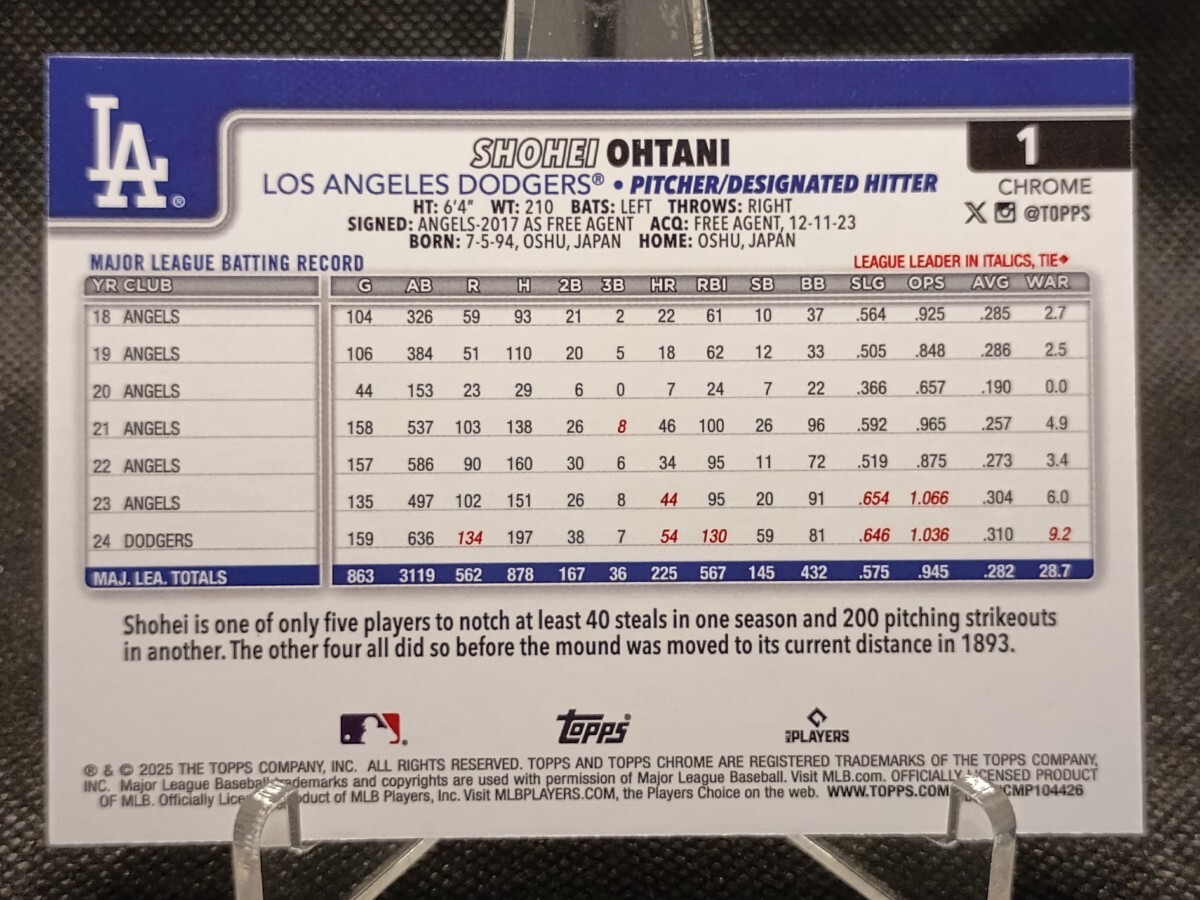 LA®
SHOHEI OHTANI
1
LOS ANGELES DODGERS® • PITCHER/DESIGNATED HITTER
CHROME
HT: 6'4" WT: 210 BATS: LEFT THROWS: RIGHT
@TOPPS
SIGNED: ANGELS-2017 AS FREE AGENT ACQ: FREE AGENT, 12-11-23
BORN: 7-5-94, OSHU, JAPAN HOME: OSHU, JAPAN
MAJOR LEAGUE BATTING RECORD LEAGUE LEADER IN ITALICS, TIE◆
YR CLUB G AB R H 2B 3B HR RBI SB BB SLG OPS AVG WAR
18 ANGELS 104 326 59 93 21 2 22 61 10 37 .564 .925 .285 2.7
19 ANGELS 106 384 51 110 20 5 18 62 12 33 .505 .848 .286 2.5
20 ANGELS 44 153 23 29 6 0 7 24 7 22 .366 .657 .190 0.0
21 ANGELS 158 537 103 138 26 8 46 100 26 96 .592 .965 .257 4.9
22 ANGELS 157 586 90 160 30 6 34 95 11 72 .519 .875 .273 3.4
23 ANGELS 135 497 102 151 26 8 44 95 20 91 .654 1.066 .304 6.0
24 DODGERS 159 636 134 197 38 7 54 130 59 81 .646 1.036 .310 9.2
MAJ. LEA. TOTALS 863 3119 562 878 167 36 225 567 145 432 .575 .945 .282 28.7
Shohei is one of only five players to notch at least 40 steals in one season and 200 pitching strikeouts
in another. The other four all did so before the mound was moved to its current distance in 1893.
Topps® PLAYERS
® & © 2025 THE TOPPS COMPANY, INC. ALL RIGHTS RESERVED. TOPPS AND TOPPS CHROME ARE REGISTERED TRADEMARKS OF THE TOPPS COMPANY,
INC. Major League Baseball trademarks and copyrights are used with permission of Major League Baseball. Visit MLB.com. OFFICIALLY LICENSED PRODUCT
OF MLB. Officially Lice oduct of MLB Players, Inc. Visit MLBPLAYERS.COM, the Players Choice on the web. WWW.TOPPS.COM CMP104426